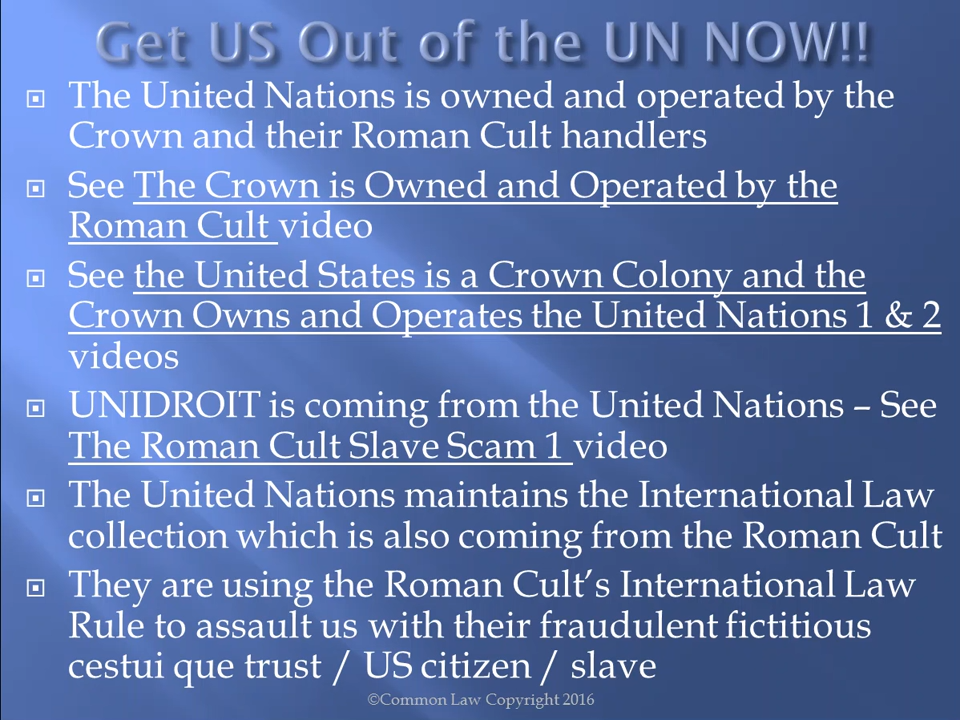 Get US Out of the UN NOW!!
The United Nations is owned and operated by the
Crown and their Roman Cult handlers
See The Crown is Owned and Operated by the
Roman Cult video
See the United States is a Crown Colony and the
Crown Owns and Operates the United Nations 1 & 2
videos
UNIDROIT is coming from the United Nations – See
The Roman Cult Slave Scam 1 video
The United Nations maintains the International Law
collection which is also coming from the Roman Cult
They are using the Roman Cult’s International Law
Rule to assault us with their fraudulent fictitious
cestui que trust / US citizen / slave
©Common Law Copyright 2016